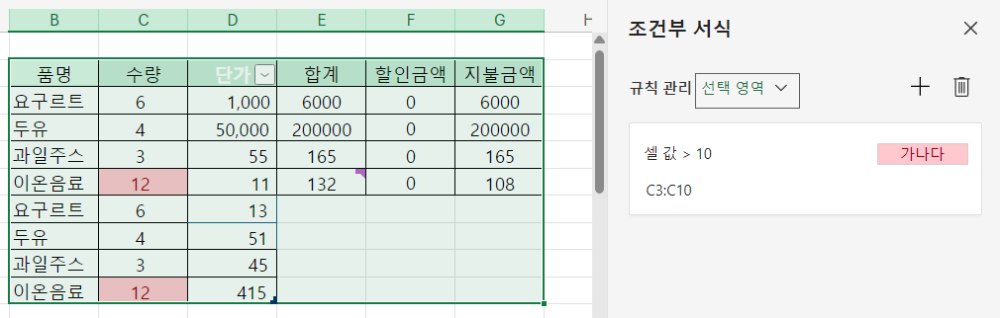 B C D E F G H
품명 수량 단가 합계 할인금액 지불금액
요구르트 6 1,000 6000 0 6000
두유 4 50,000 200000 0 200000
과일주스 3 55 165 0 165
이온음료 12 11 132 0 108
요구르트 6 13
두유 4 51
과일주스 3 45
이온음료 12 415
조건부 서식
규칙 관리 선택 영역
셀 값 > 10 가나다
C3:C10